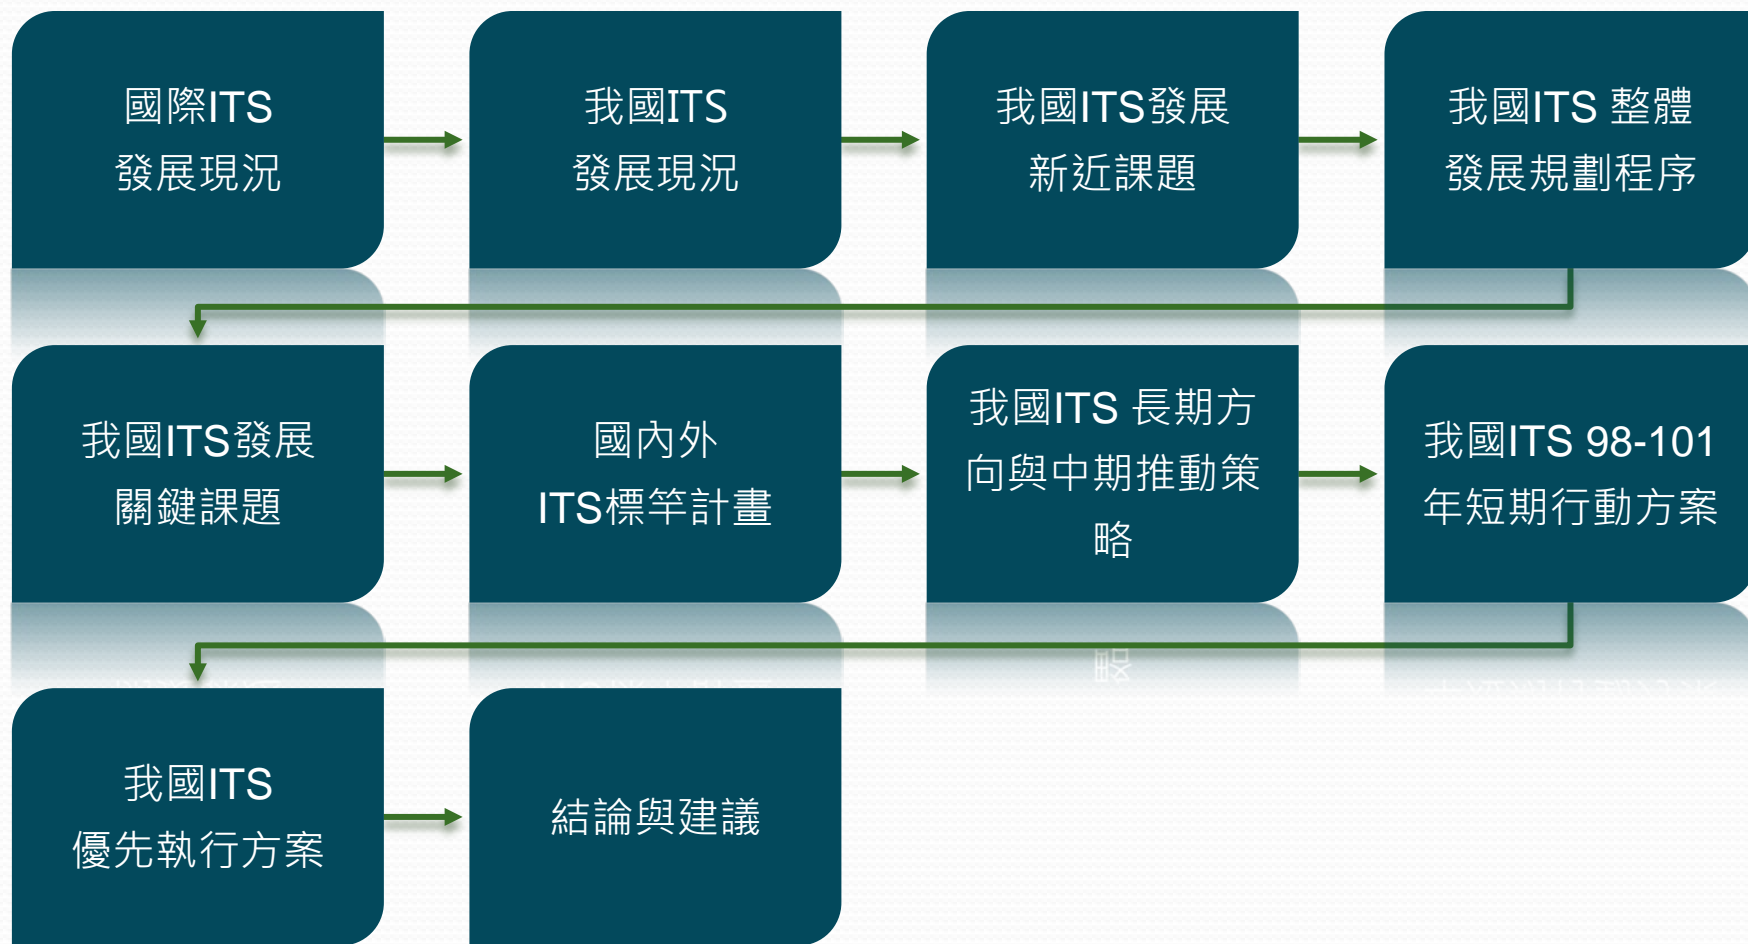 國際ITS
發展現況
我國ITS
發展現況
我國ITS發展
新近課題
我國ITS 整體
發展規劃程序
我國ITS發展
關鍵課題
國內外
ITS標竿計畫
我國ITS 長期方
向與中期推動策
略
我國ITS 98-101
年短期行動方案
我國ITS
優先執行方案
結論與建議